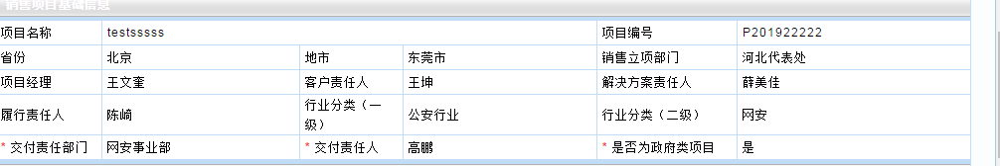 销售项目基础信息
项目名称 testsssss 项目编号 P201922222
省份 北京 地市 东莞市 销售立项部门 河北代表处
项目经理 王文奎 客户责任人 王坤 解决方案责任人 薛美佳
履行责任人 陈崎 行业分类（一级） 公安行业 行业分类（二级） 网安
* 交付责任部门 网安事业部 * 交付责任人 高鹏 * 是否为政府类项目 是